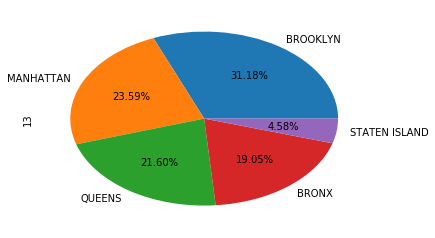 BROOKLYN
31.18%
MANHATTAN
23.59%
13
4.58%
STATEN ISLAND
21.60%
19.05%
QUEENS
BRONX